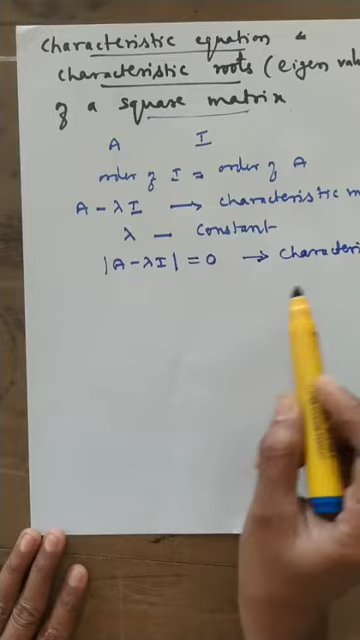 characteristic equation &
characteristic roots (eigen val
of a square matrix
A I
order of I = order of A
A - λI → characteristic m
λ — constant
|A - λI| = 0 → characteri